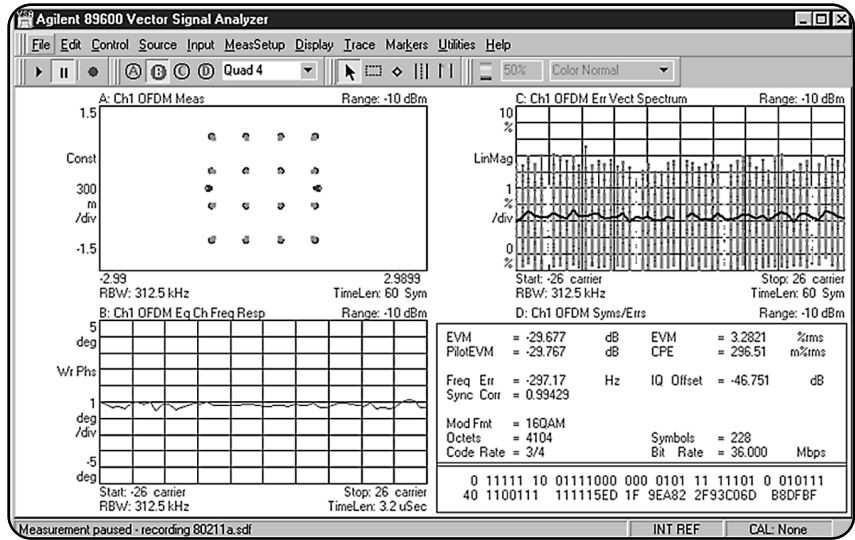 Agilent 89600 Vector Signal Analyzer
File Edit Control Source Input MeasSetup Display Trace Markers Utilities Help
A B C D Quad 4 50% Color Normal
A: Ch1 OFDM Meas Range: -10 dBm
1.5
Const
300
m
/div
-1.5
-2.99 2.9899
RBW: 312.5 kHz TimeLen: 60 Sym
C: Ch1 OFDM Err Vect Spectrum Range: -10 dBm
10
%
LinMag
1
%
/div
0
%
Start: -26 carrier Stop: 26 carrier
RBW: 312.5 kHz TimeLen: 60 Sym
B: Ch1 OFDM Eq Ch Freq Resp Range: -10 dBm
5
deg
Wr Phs
1
deg
/div
-5
deg
Start: -26 carrier Stop: 26 carrier
RBW: 312.5 kHz TimeLen: 3.2 uSec
D: Ch1 OFDM Syms/Errs Range: -10 dBm
EVM = -29.677 dB EVM = 3.2821 %rms
PilotEVM = -29.767 dB CPE = 296.51 m%rms
Freq Err = -297.17 Hz IQ Offset = -46.751 dB
Sync Corr = 0.99429
Mod Fmt = 16QAM
Octets = 4104 Symbols = 228
Code Rate = 3/4 Bit Rate = 36.000 Mbps
0 11111 10 01111000 000 0101 11 11101 0 010111
40 1100111 111115ED 1F 9EA82 2F93C06D B8DFBF
Measurement paused - recording 80211a.sdf INT REF CAL: None